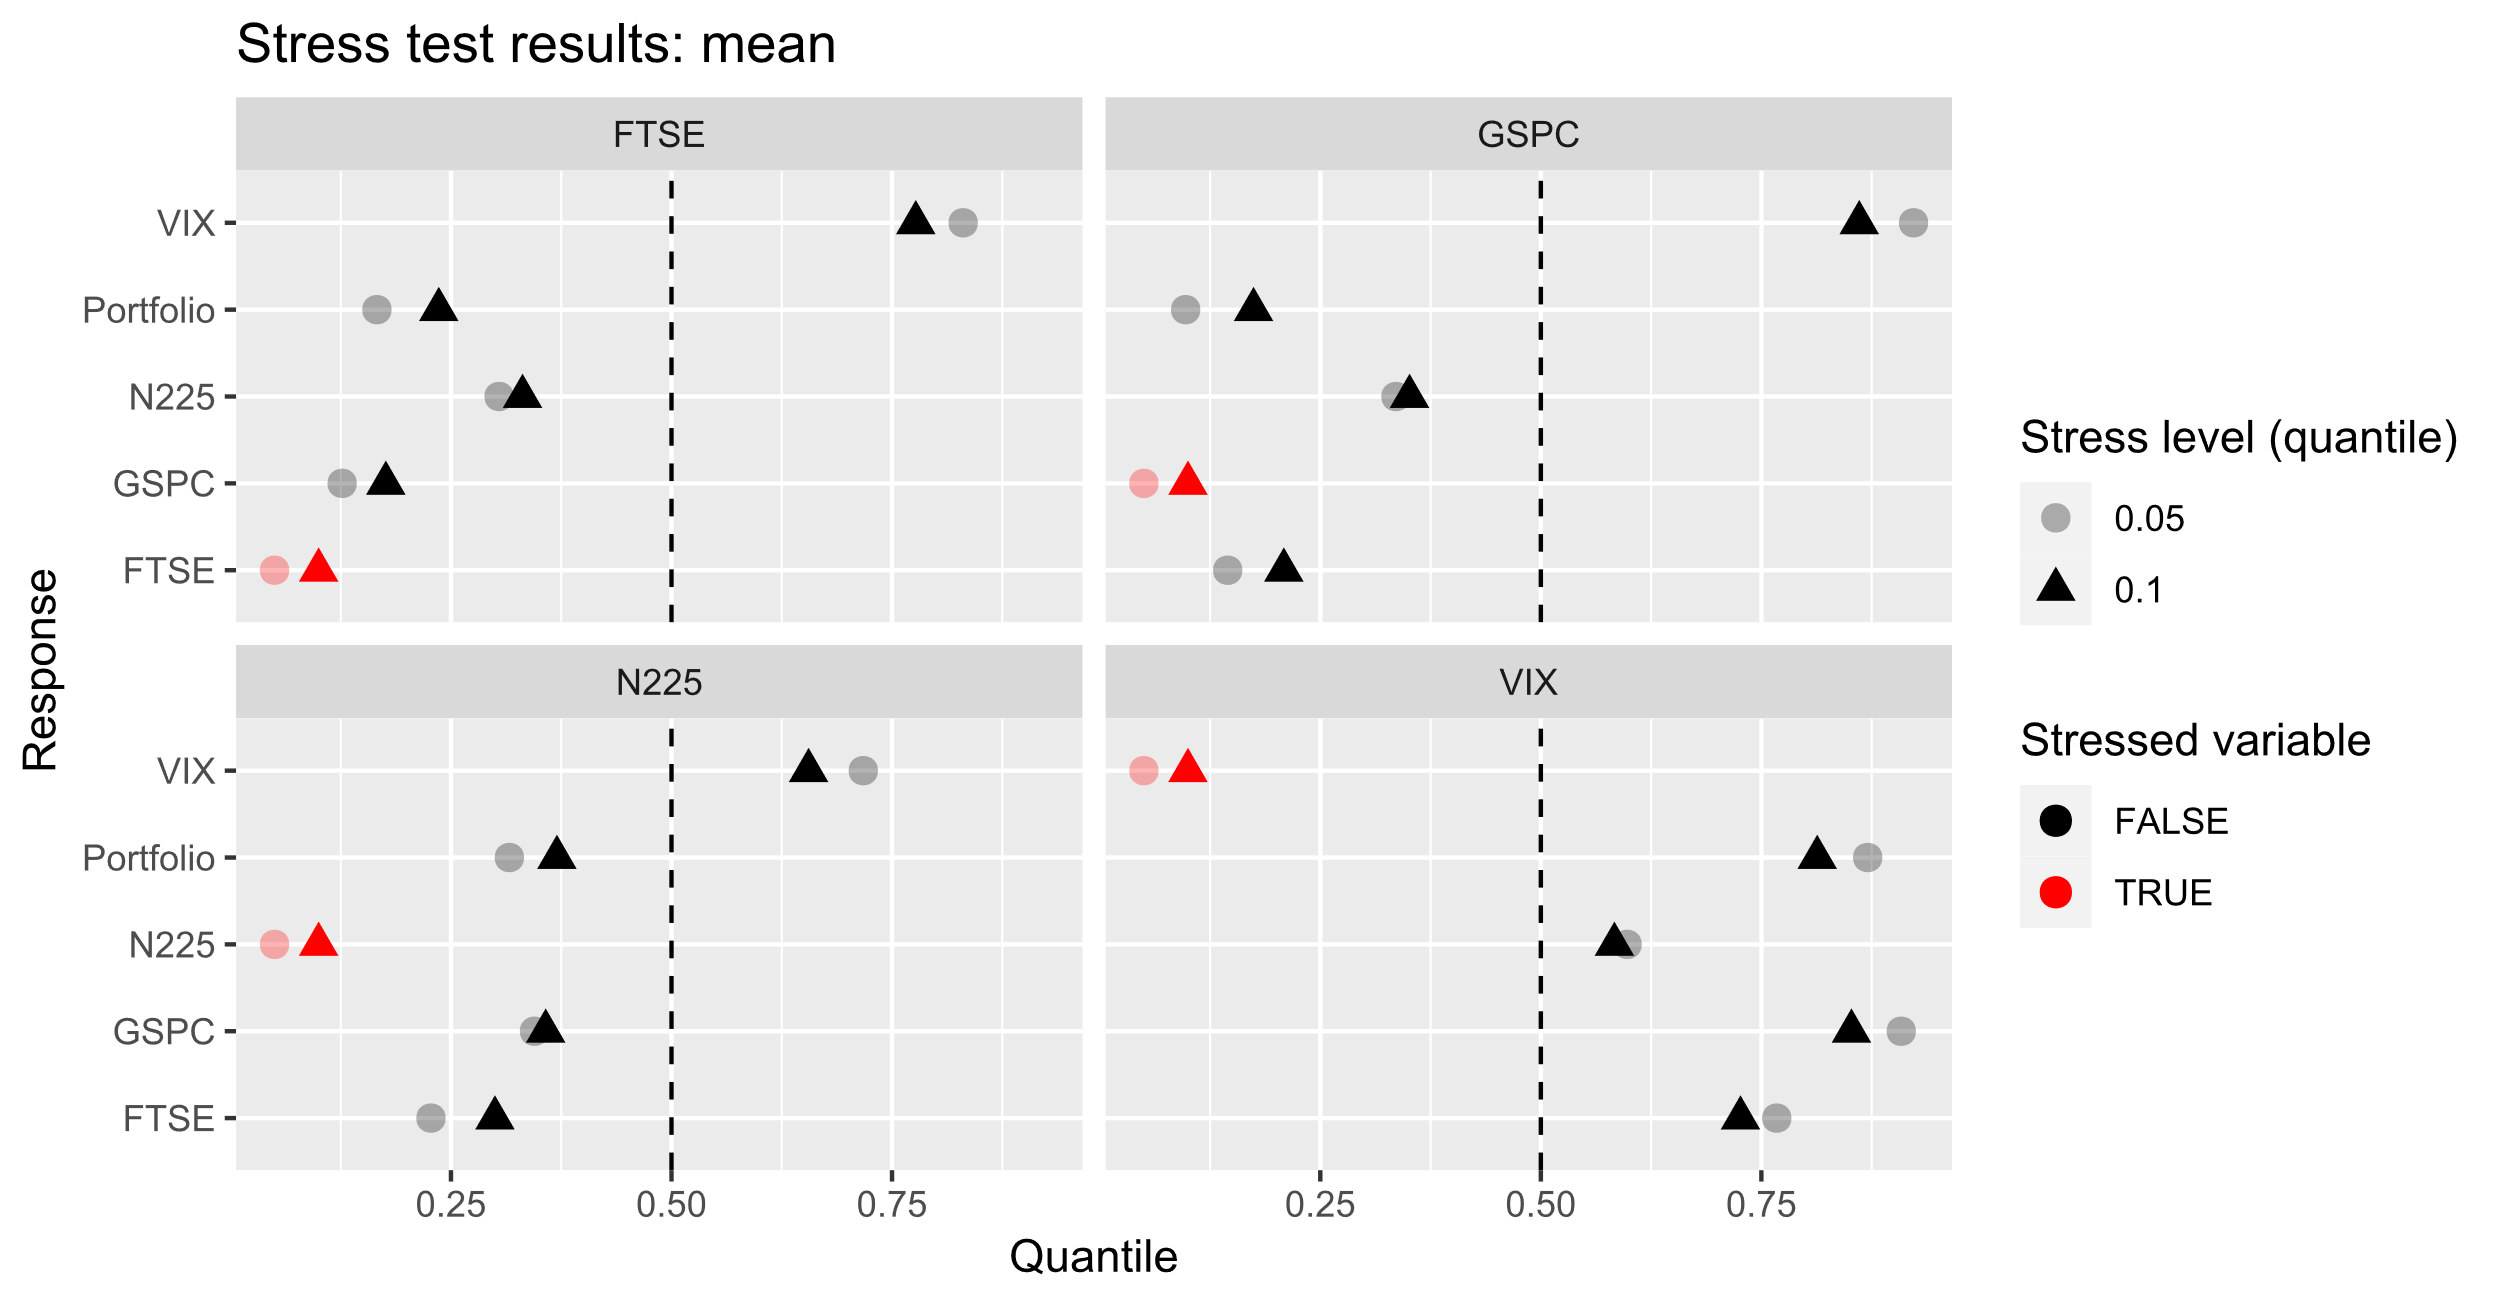 Stress test results: mean
FTSE
GSPC
VIX
Portfolio
N225
GSPC
FTSE
N225
VIX
VIX
Portfolio
N225
GSPC
FTSE
0.25
0.50
0.75
0.25
0.50
0.75
Quantile
Response
Stress level (quantile)
0.05
0.1
Stressed variable
FALSE
TRUE